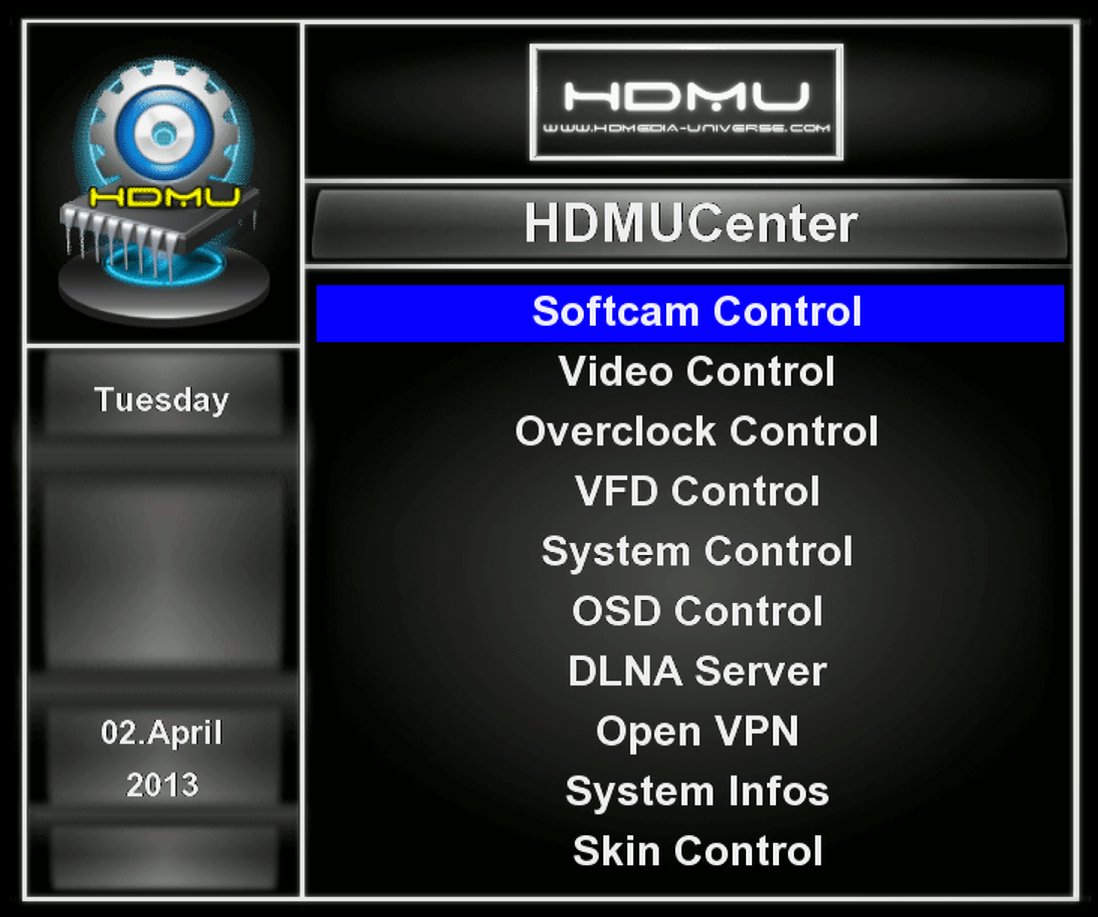 HDMU
Tuesday
02.April
2013
HDMU
WWW.HDMEDIA-UNIVERSE.COM
HDMUCenter
Softcam Control
Video Control
Overclock Control
VFD Control
System Control
OSD Control
DLNA Server
Open VPN
System Infos
Skin Control